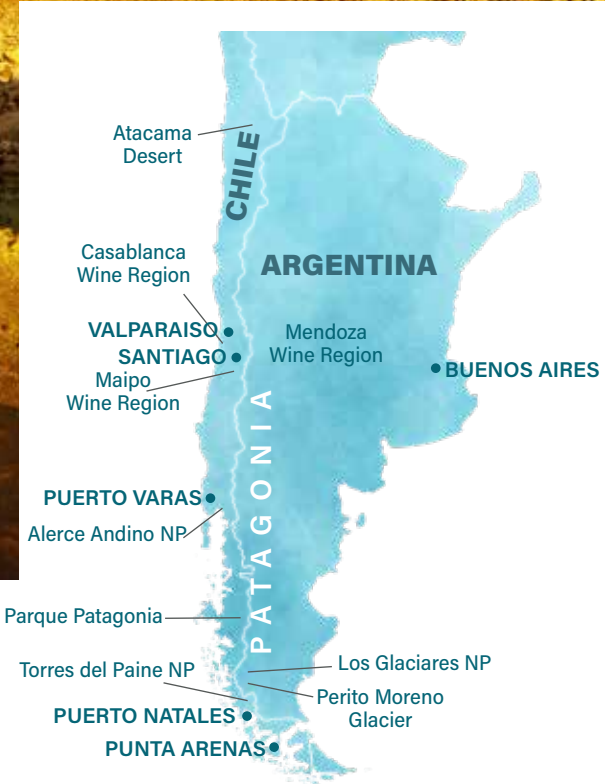 Atacama
Desert
CHILE
Casablanca
Wine Region
ARGENTINA
VALPARAISO
SANTIAGO
Mendoza
Wine Region
Maipo
Wine Region
BUENOS AIRES
PATAGONIA
PUERTO VARAS
Alerce Andino NP
Parque Patagonia
Torres del Paine NP
Los Glaciares NP
Perito Moreno
Glacier
PUERTO NATALES
PUNTA ARENAS